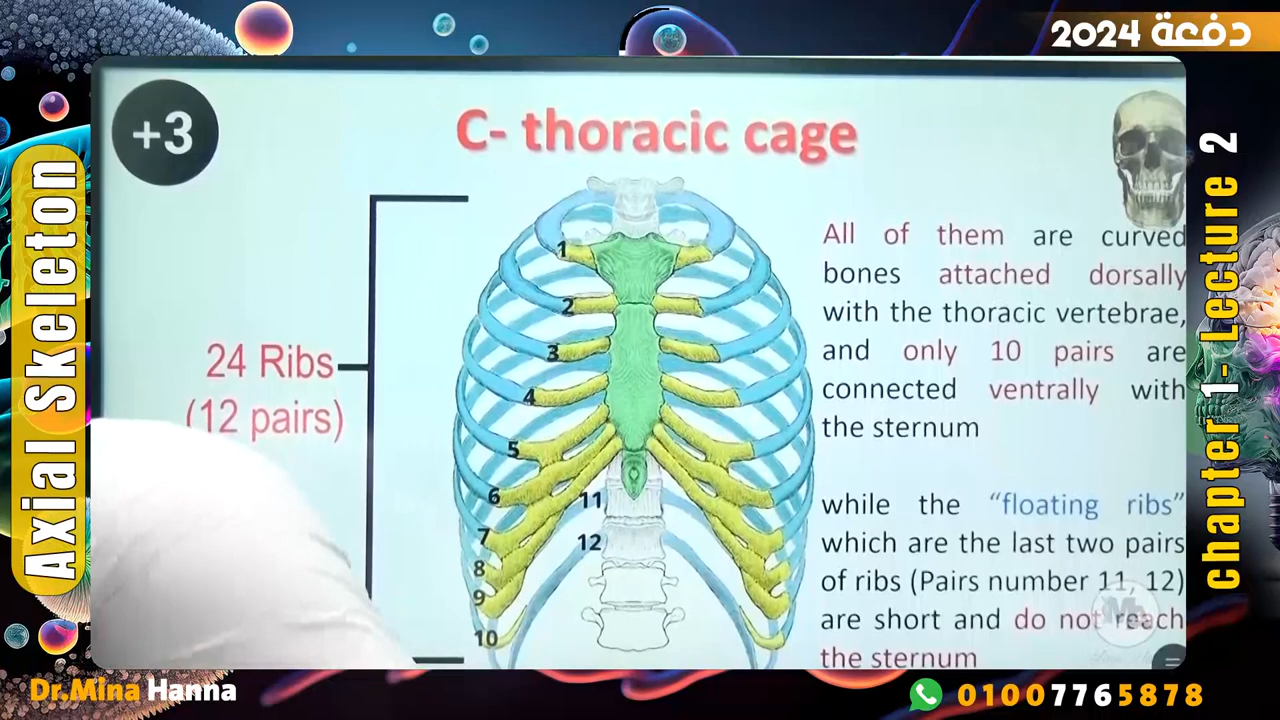 دفعة 2024
+3
C- thoracic cage
Axial Skeleton
chapter 1- Lecture 2
24 Ribs
(12 pairs)
1
2
3
4
5
6
7
8
9
10
11
12
All of them are curved
bones attached dorsally
with the thoracic vertebrae,
and only 10 pairs are
connected ventrally with
the sternum
while the "floating ribs"
which are the last two pairs
of ribs (Pairs number 11, 12)
are short and do not reach
the sternum
Dr.Mina Hanna
01007765878